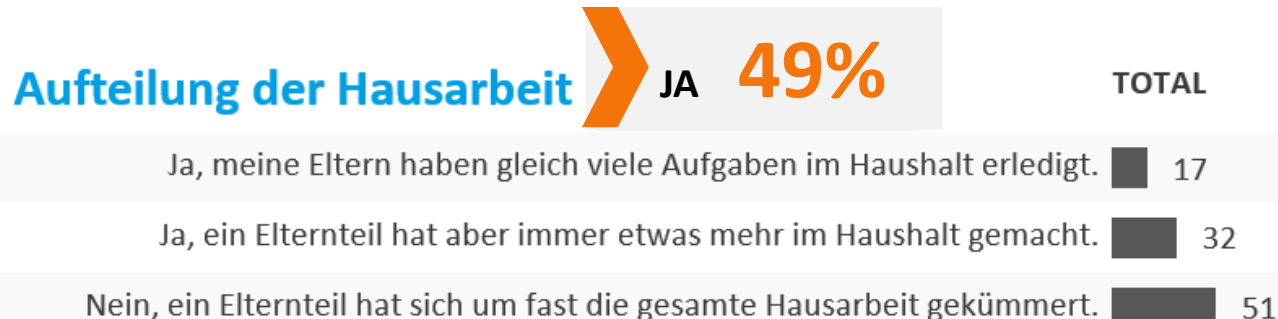 Aufteilung der Hausarbeit JA 49% TOTAL
Ja, meine Eltern haben gleich viele Aufgaben im Haushalt erledigt. 17
Ja, ein Elternteil hat aber immer etwas mehr im Haushalt gemacht. 32
Nein, ein Elternteil hat sich um fast die gesamte Hausarbeit gekümmert. 51